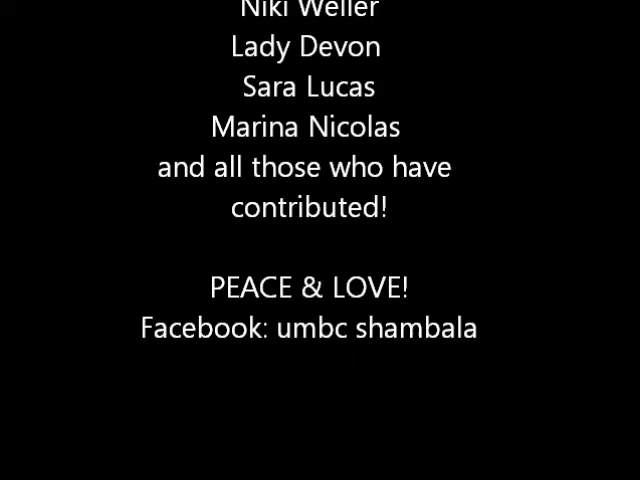 Niki Weller
Lady Devon
Sara Lucas
Marina Nicolas
and all those who have
contributed!
PEACE & LOVE!
Facebook: umbc shambala